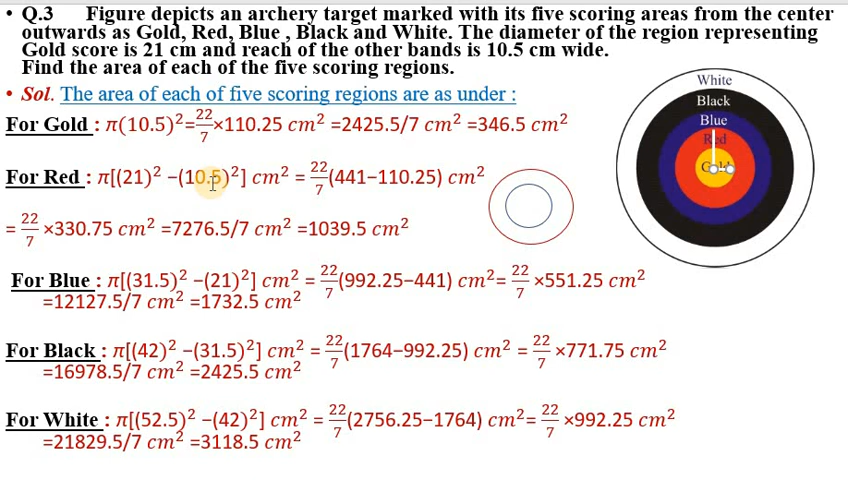 • Q.3 Figure depicts an archery target marked with its five scoring areas from the center
outwards as Gold, Red, Blue , Black and White. The diameter of the region representing
Gold score is 21 cm and reach of the other bands is 10.5 cm wide.
Find the area of each of the five scoring regions.
• Sol. The area of each of five scoring regions are as under :
For Gold : π(10.5)²=22/7×110.25 cm² =2425.5/7 cm² =346.5 cm²
For Red : π[(21)² −(10.5)²] cm² = 22/7(441−110.25) cm²
= 22/7 ×330.75 cm² =7276.5/7 cm² =1039.5 cm²
For Blue : π[(31.5)² −(21)²] cm² = 22/7(992.25−441) cm²= 22/7 ×551.25 cm²
=12127.5/7 cm² =1732.5 cm²
For Black : π[(42)² −(31.5)²] cm² = 22/7(1764−992.25) cm² = 22/7 ×771.75 cm²
=16978.5/7 cm² =2425.5 cm²
For White : π[(52.5)² −(42)²] cm² = 22/7(2756.25−1764) cm²= 22/7 ×992.25 cm²
=21829.5/7 cm² =3118.5 cm²
White
Black
Blue
Red
Gold